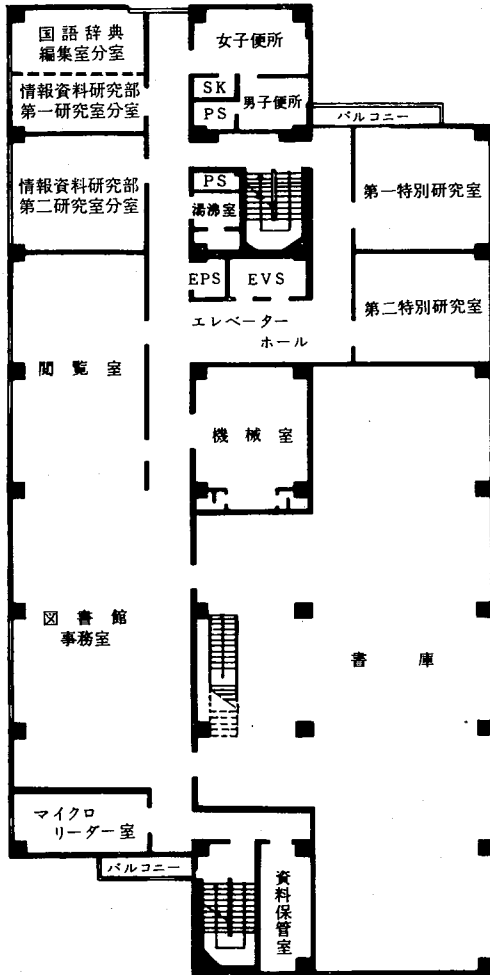 国語辞典
編集室分室
女子便所
情報資料研究部
第一研究室分室
SK
男子便所
PS
バルコニー
情報資料研究部
第二研究室分室
PS
湯沸室
第一特別研究室
EPS
EVS
第二特別研究室
エレベーター
ホール
閲覧室
機械室
図書館
事務室
書庫
マイクロ
リーダー室
バルコニー
資料保管室